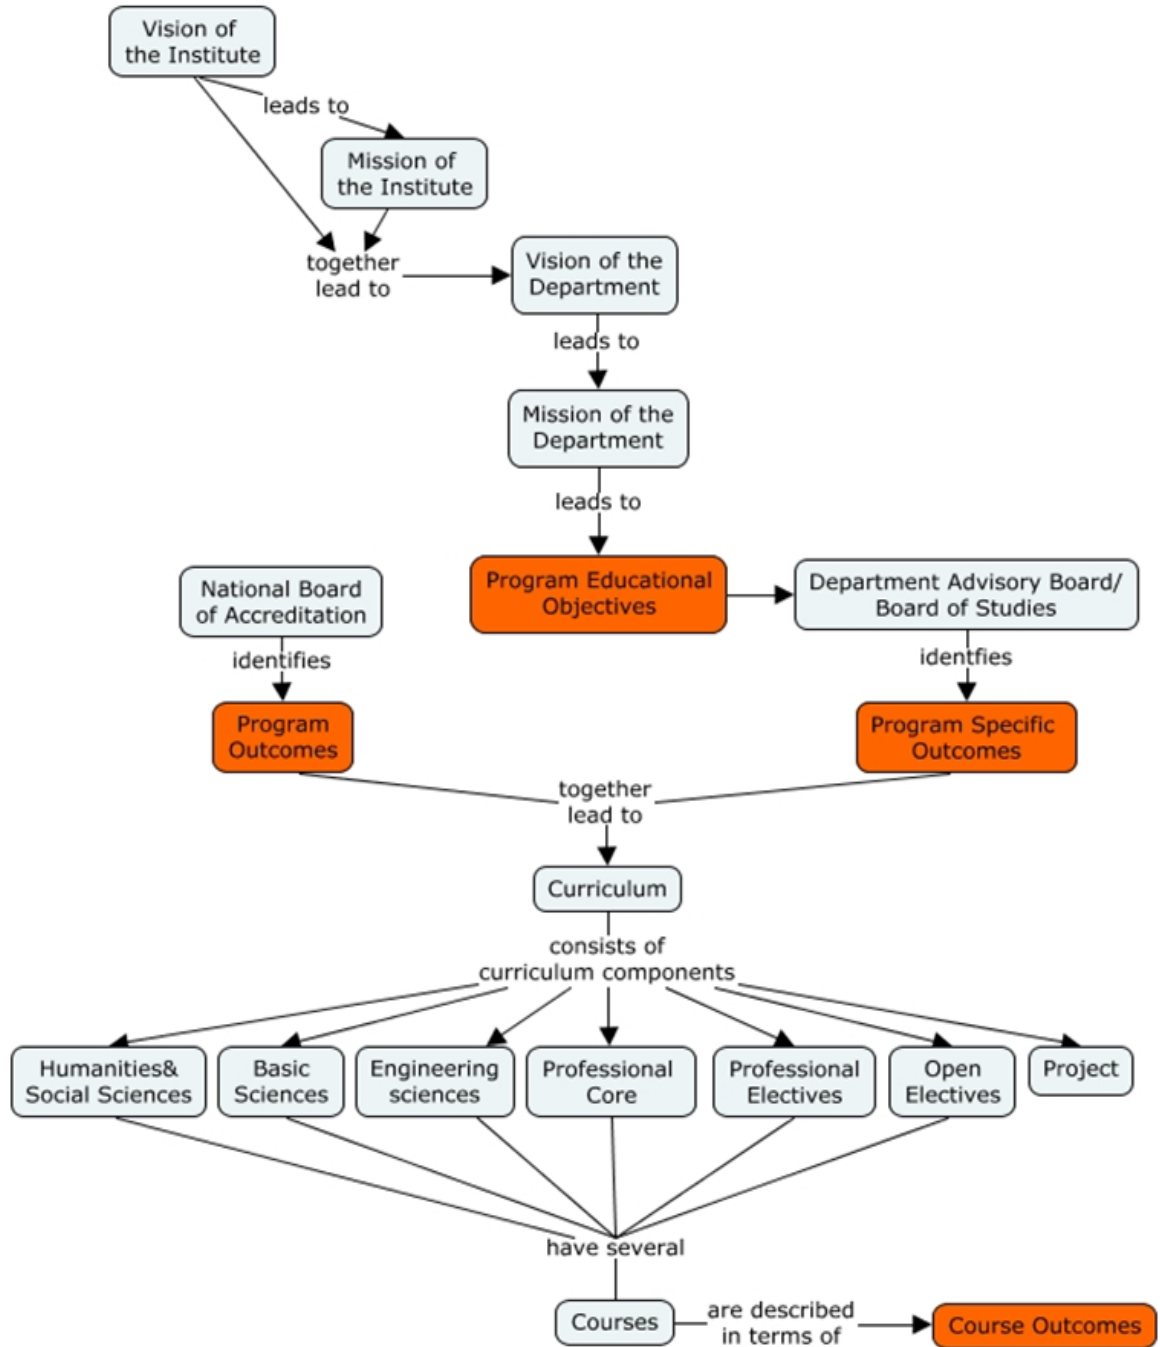 Vision of
the Institute
leads to
Mission of
the Institute
together
lead to
Vision of the
Department
leads to
Mission of the
Department
leads to
Program Educational
Objectives
Department Advisory Board/
Board of Studies
National Board
of Accreditation
identifies
identfies
Program
Outcomes
Program Specific
Outcomes
together
lead to
Curriculum
consists of
curriculum components
Humanities&
Social Sciences
Basic
Sciences
Engineering
sciences
Professional
Core
Professional
Electives
Open
Electives
Project
have several
Courses
are described
in terms of
Course Outcomes